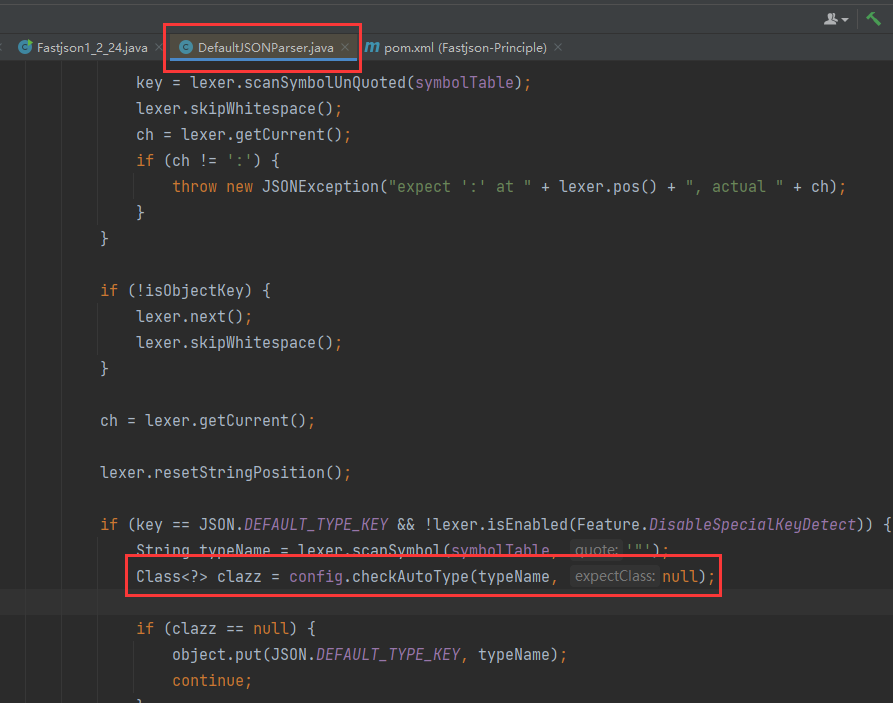 Fastjson1_2_24.java DefaultJSONParser.java pom.xml (Fastjson-Principle)
key = lexer.scanSymbolUnQuoted(symbolTable);
lexer.skipWhitespace();
ch = lexer.getCurrent();
if (ch != ':') {
throw new JSONException("expect ':' at " + lexer.pos() + ", actual " + ch);
}
}
if (!isObjectKey) {
lexer.next();
lexer.skipWhitespace();
}
ch = lexer.getCurrent();
lexer.resetStringPosition();
if (key == JSON.DEFAULT_TYPE_KEY && !lexer.isEnabled(Feature.DisableSpecialKeyDetect)) {
String typeName = lexer.scanSymbol(symbolTable, quote: '"');
Class<?> clazz = config.checkAutoType(typeName, expectClass: null);
if (clazz == null) {
object.put(JSON.DEFAULT_TYPE_KEY, typeName);
continue;